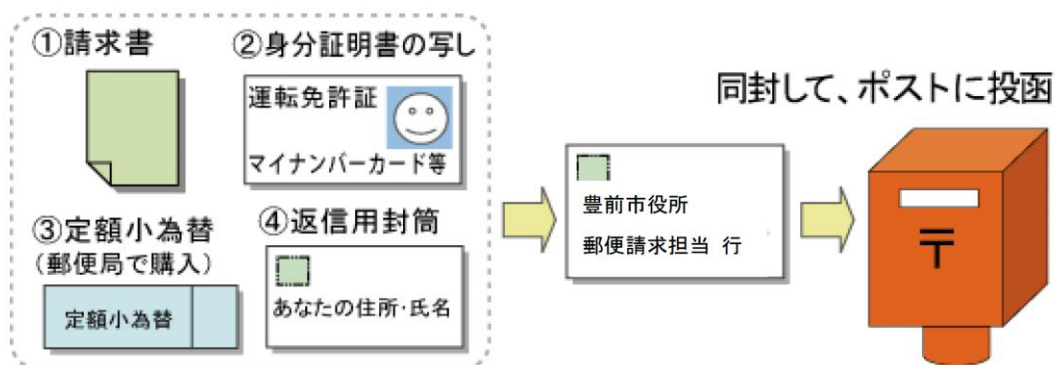 ①請求書
②身分証明書の写し
運転免許証
マイナンバーカード等
③定額小為替
（郵便局で購入）
定額小為替
④返信用封筒
あなたの住所・氏名
豊前市役所
郵便請求担当 行
同封して、ポストに投函
〒